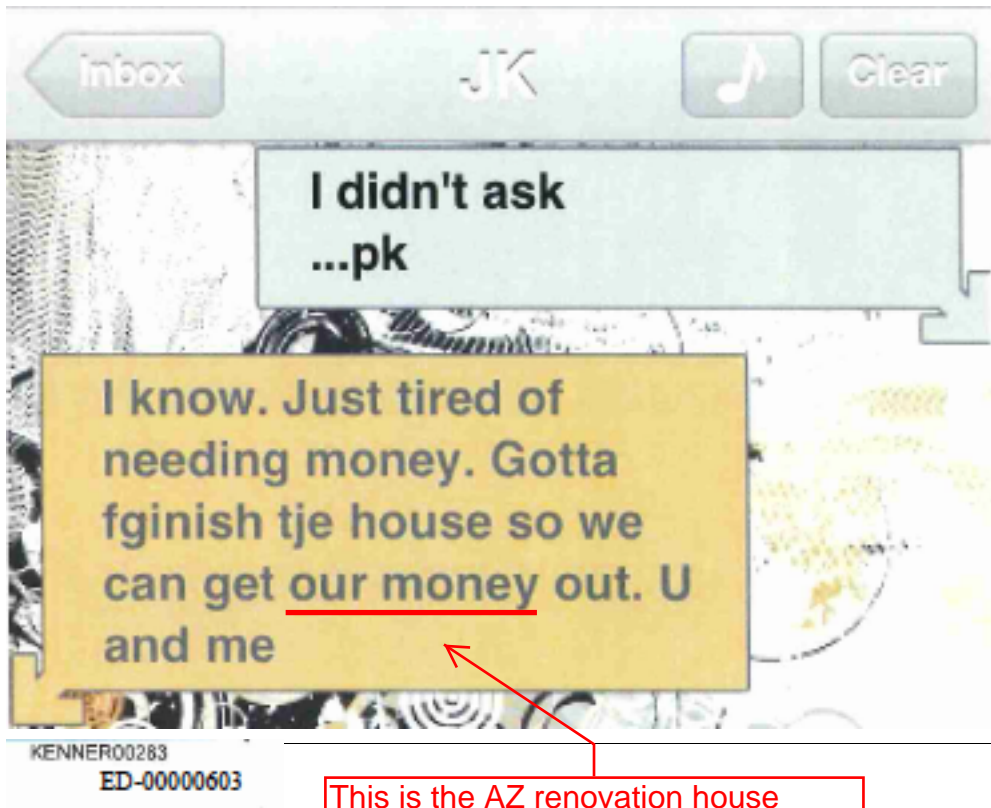 Inbox
JK
Clear
I didn't ask
...pk
I know. Just tired of
needing money. Gotta
fginish tje house so we
can get our money out. U
and me
KENNER00283
ED-00000603
This is the AZ renovation house